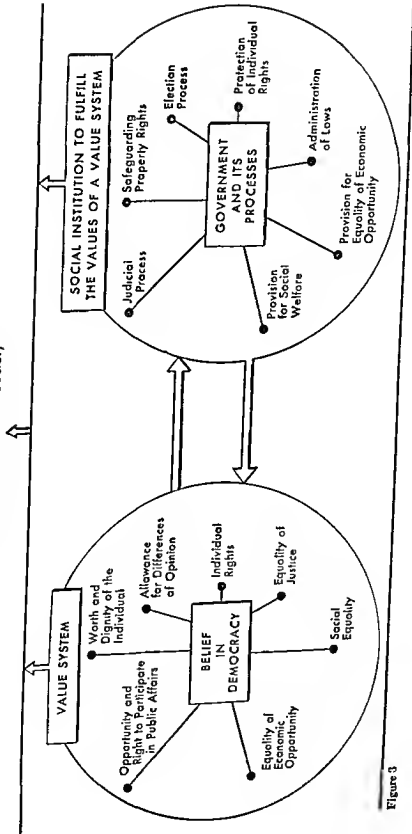 VALUE SYSTEM
Worth and
Dignity of the
Individual
Opportunity and
Right to Participate
in Public Affairs
Allowance
for Differences
of Opinion
Individual
Rights
BELIEF
IN
DEMOCRACY
Equality of
Justice
Equality of
Economic
Opportunity
Social
Equality
SOCIAL INSTITUTION TO FULFILL
THE VALUES OF A VALUE SYSTEM
Judicial
Process
Safeguarding
Property Rights
Election
Process
Protection
of Individual
Rights
GOVERNMENT
AND ITS
PROCESSES
Provision
for Social
Welfare
Administration
of Laws
Provision for
Equality of Economic
Opportunity
Figure 3